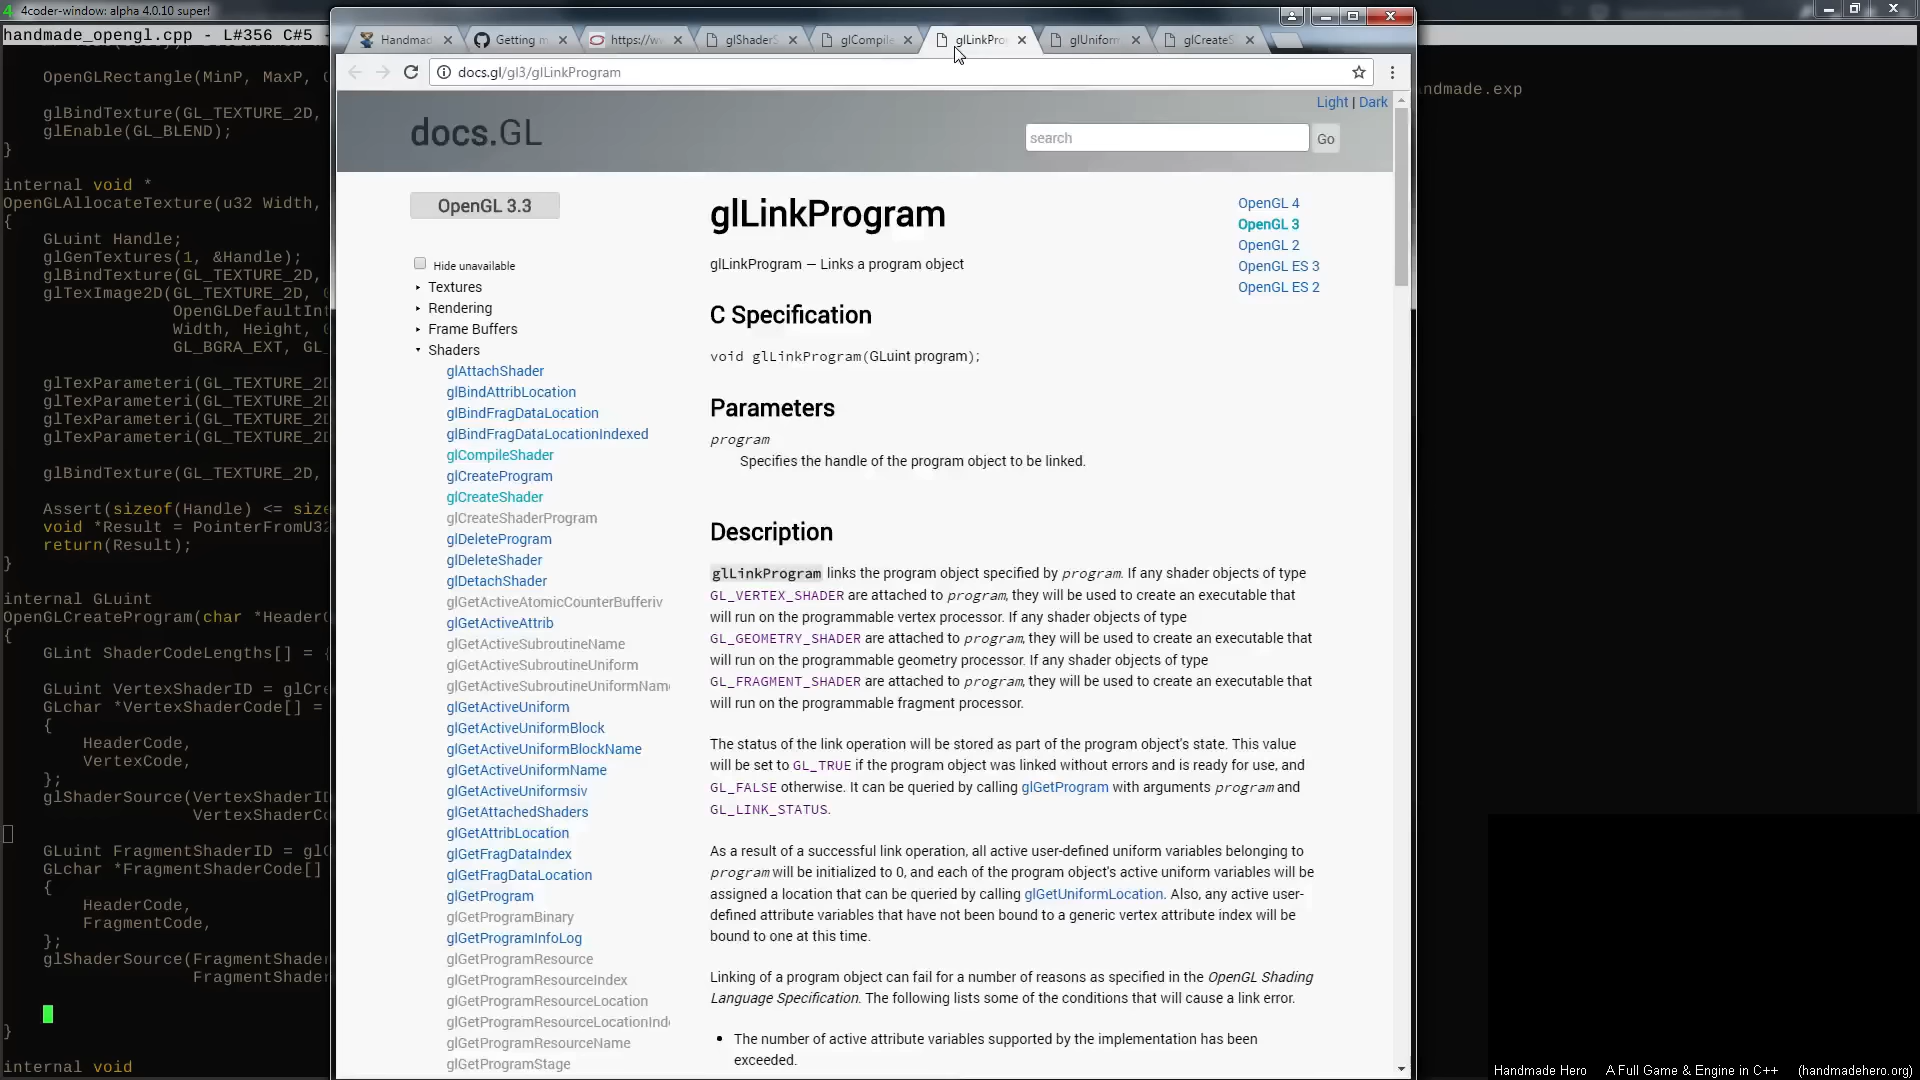 4coder-window: alpha 4.0.10 super!
handmade_opengl.cpp - L#356 C#5 -
OpenGLRectangle(MinP, MaxP,
glBindTexture(GL_TEXTURE_2D,
glEnable(GL_BLEND);
}
internal void *
OpenGLAllocateTexture(u32 Width,
{
GLuint Handle;
glGenTextures(1, &Handle);
glBindTexture(GL_TEXTURE_2D,
glTexImage2D(GL_TEXTURE_2D,
OpenGLDefaultInt
Width, Height,
GL_BGRA_EXT, GL_
glTexParameteri(GL_TEXTURE_2D
glTexParameteri(GL_TEXTURE_2D
glTexParameteri(GL_TEXTURE_2D
glTexParameteri(GL_TEXTURE_2D
glBindTexture(GL_TEXTURE_2D,
Assert(sizeof(Handle) <= size
void *Result = PointerFromU32
return(Result);
}
internal GLuint
OpenGLCreateProgram(char *Header
{
GLint ShaderCodeLengths[] = {
GLuint VertexShaderID = glCre
GLchar *VertexShaderCode[] =
{
HeaderCode,
VertexCode,
};
glShaderSource(VertexShaderID
VertexShaderCo
GLuint FragmentShaderID = glC
GLchar *FragmentShaderCode[]
{
HeaderCode,
FragmentCode,
};
glShaderSource(FragmentShader
FragmentShader
}
internal void
Handmad Getting m https://w glShaderS glCompile glLinkPro glUniform glCreateS
docs.gl/gl3/glLinkProgram
Light | Dark
docs.GL
search Go
OpenGL 3.3
Hide unavailable
Textures
Rendering
Frame Buffers
Shaders
glAttachShader
glBindAttribLocation
glBindFragDataLocation
glBindFragDataLocationIndexed
glCompileShader
glCreateProgram
glCreateShader
glCreateShaderProgram
glDeleteProgram
glDeleteShader
glDetachShader
glGetActiveAtomicCounterBufferiv
glGetActiveAttrib
glGetActiveSubroutineName
glGetActiveSubroutineUniform
glGetActiveSubroutineUniformName
glGetActiveUniform
glGetActiveUniformBlock
glGetActiveUniformBlockName
glGetActiveUniformName
glGetActiveUniformsiv
glGetAttachedShaders
glGetAttribLocation
glGetFragDataIndex
glGetFragDataLocation
glGetProgram
glGetProgramBinary
glGetProgramInfoLog
glGetProgramResource
glGetProgramResourceIndex
glGetProgramResourceLocation
glGetProgramResourceLocationInd
glGetProgramResourceName
glGetProgramStage
glLinkProgram
glLinkProgram — Links a program object
C Specification
void glLinkProgram(GLuint program);
Parameters
program
Specifies the handle of the program object to be linked.
Description
glLinkProgram links the program object specified by program. If any shader objects of type
GL_VERTEX_SHADER are attached to program, they will be used to create an executable that
will run on the programmable vertex processor. If any shader objects of type
GL_GEOMETRY_SHADER are attached to program, they will be used to create an executable that
will run on the programmable geometry processor. If any shader objects of type
GL_FRAGMENT_SHADER are attached to program, they will be used to create an executable that
will run on the programmable fragment processor.
The status of the link operation will be stored as part of the program object's state. This value
will be set to GL_TRUE if the program object was linked without errors and is ready for use, and
GL_FALSE otherwise. It can be queried by calling glGetProgram with arguments program and
GL_LINK_STATUS.
As a result of a successful link operation, all active user-defined uniform variables belonging to
program will be initialized to 0, and each of the program object's active uniform variables will be
assigned a location that can be queried by calling glGetUniformLocation. Also, any active user-
defined attribute variables that have not been bound to a generic vertex attribute index will be
bound to one at this time.
Linking of a program object can fail for a number of reasons as specified in the OpenGL Shading
Language Specification. The following lists some of the conditions that will cause a link error.
• The number of active attribute variables supported by the implementation has been
exceeded.
OpenGL 4
OpenGL 3
OpenGL 2
OpenGL ES 3
OpenGL ES 2
ndmade.exp
Handmade Hero A Full Game & Engine in C++ (handmadehero.org)